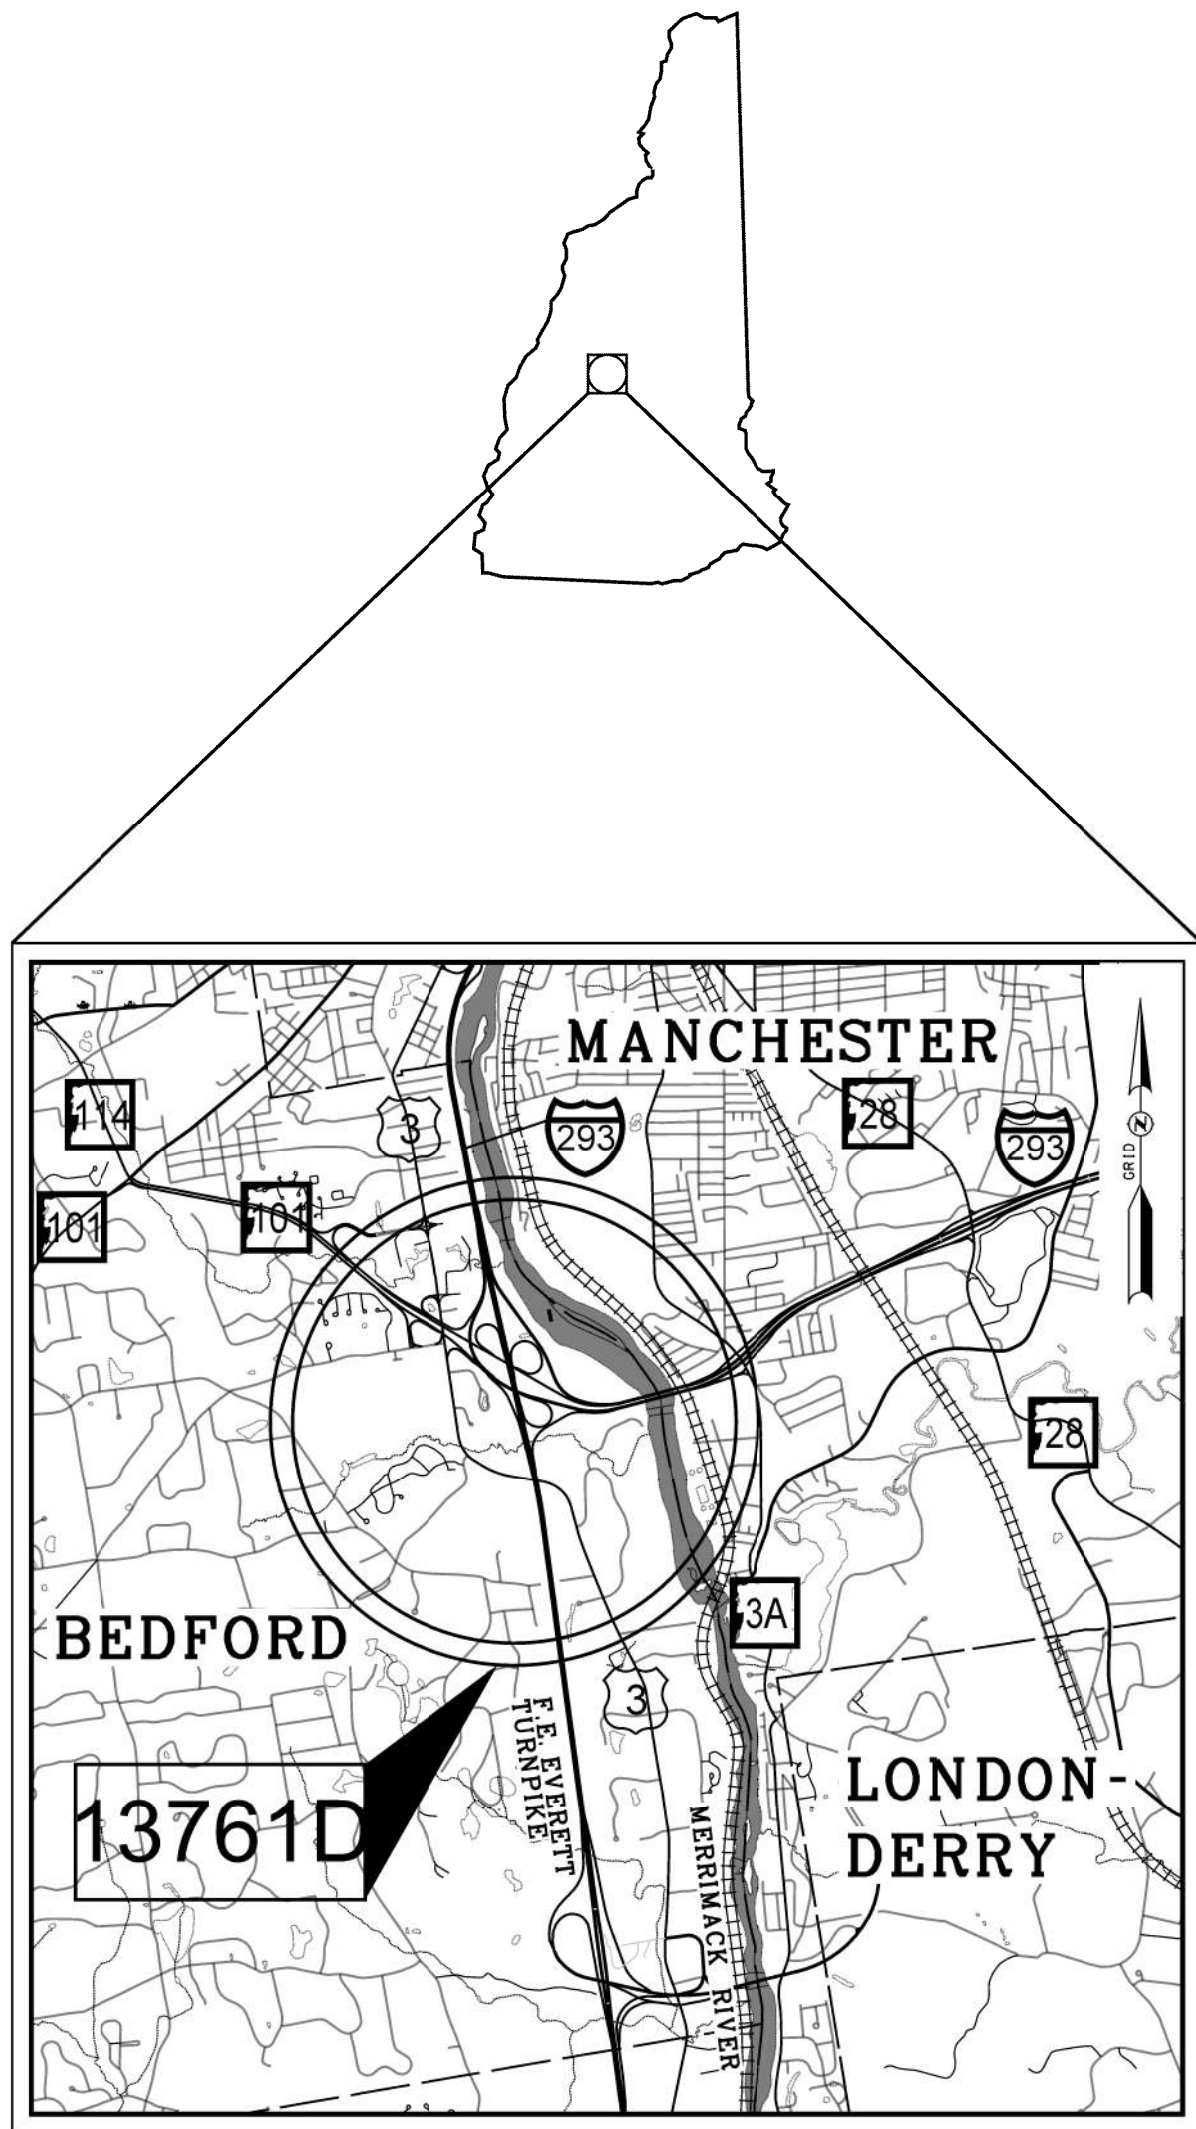 MANCHESTER
114
3
293
28
293
GRID
N
101
101
28
3A
BEDFORD
3
F.E. EVERETT
TURNPIKE
LONDON-
DERRY
13761D
MERRIMACK RIVER